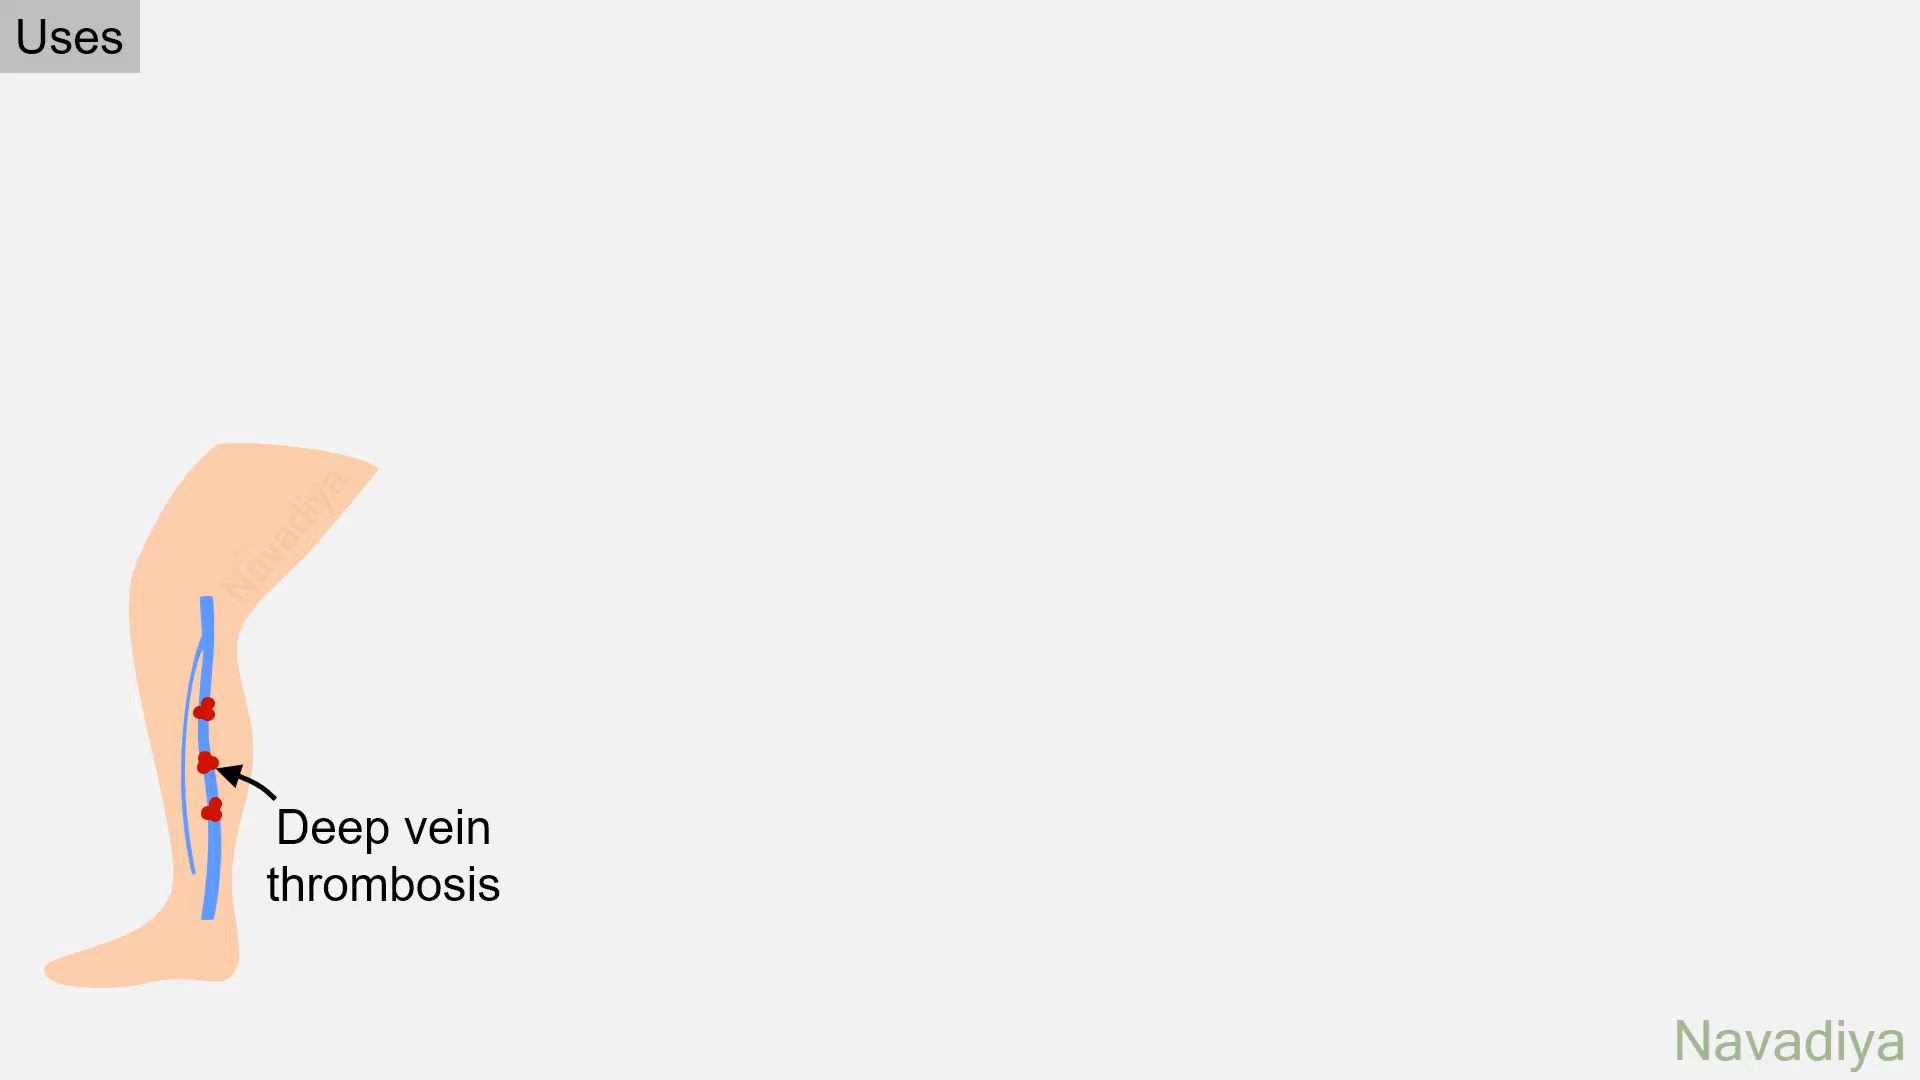 Uses
Navadiya
Deep vein
thrombosis
Navadiya